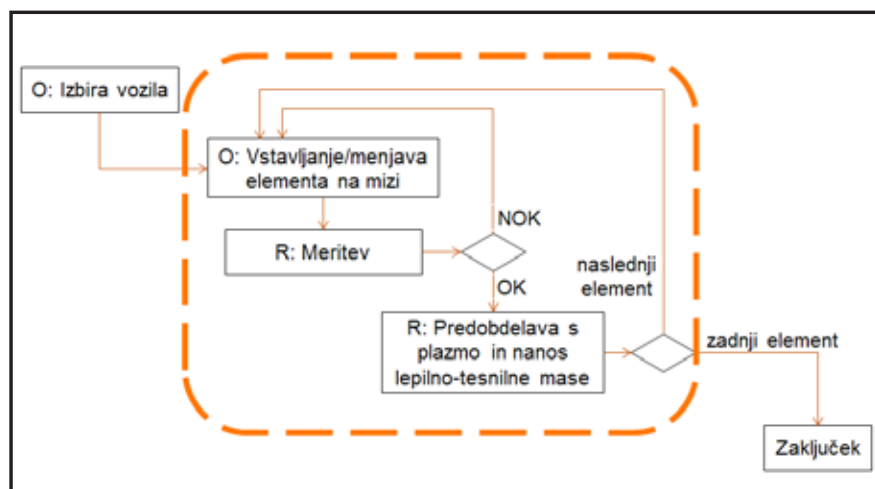 O: Izbira vozila
O: Vstavljanje/menjava
elementa na mizi
NOK
R: Meritev
OK
naslednji
element
R: Predobdelava s
plazmo in nanos
lepilno-tesnilne mase
zadnji element
Zaključek